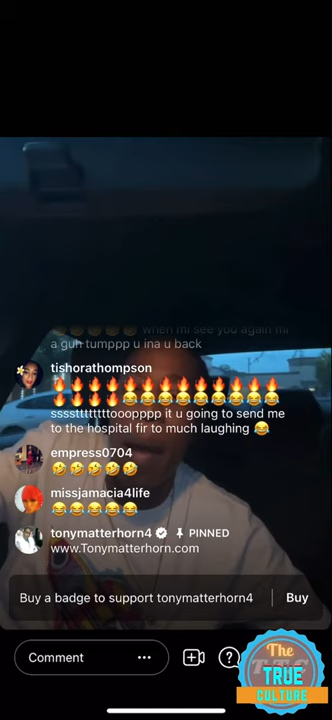 😂😂😂😂😂 when mi see you again mi
a guh tumppp u ina u back
tishorathompson
🔥🔥🔥🔥🔥🔥🔥🔥🔥🔥🔥🔥🔥
🔥🔥🔥🔥😂😂😂😂😂😂😂😂😂
sssstttttttttooopppp it u going to send me
to the hospital fir to much laughing 😂
empress0704
🤣🤣🤣🤣🤣
missjamacia4life
😂😂😂😂😂
tonymatterhorn4 PINNED
www.Tonymatterhorn.com
Buy a badge to support tonymatterhorn4 Buy
Comment
The
TRUE
CULTURE